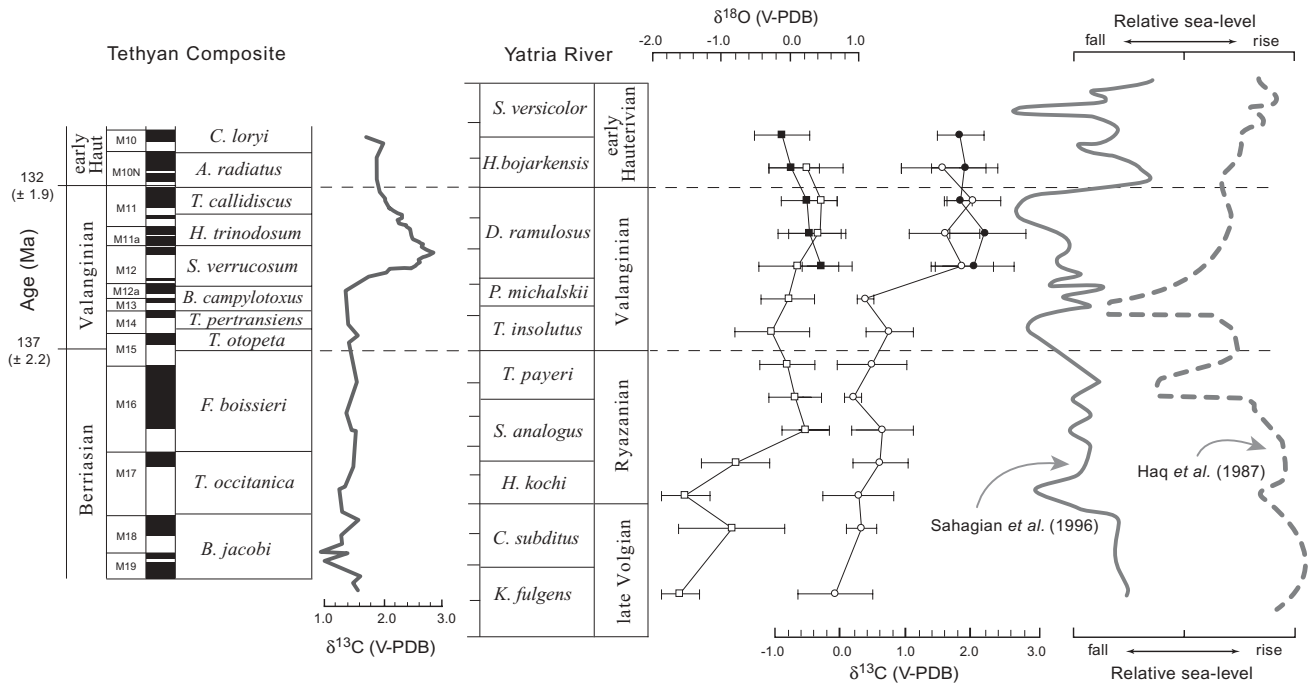 δ18O (V-PDB)
-2.0 0.0 1.0
Relative sea-level
fall rise
Tethyan Composite
Yatria River
Age (Ma)
132
(± 1.9)
137
(± 2.2)
early
Haut
Valanginian
Berriasian
M10
M10N
M11
M11a
M12
M12a
M13
M14
M15
M16
M17
M18
M19
C. loryi
A. radiatus
T. callidiscus
H. trinodosum
S. verrucosum
B. campylotoxus
T. pertransiens
T. otopeta
F. boissieri
T. occitanica
B. jacobi
1.0 2.0 3.0
δ13C (V-PDB)
S. versicolor
H.bojarkensis
D. ramulosus
P. michalskii
T. insolutus
T. payeri
S. analogus
H. kochi
C. subditus
K. fulgens
early
Hauterivian
Valanginian
Ryazanian
late Volgian
-1.0 0.0 1.0 2.0 3.0
δ13C (V-PDB)
Sahagian et al. (1996)
Haq et al. (1987)
fall rise
Relative sea-level